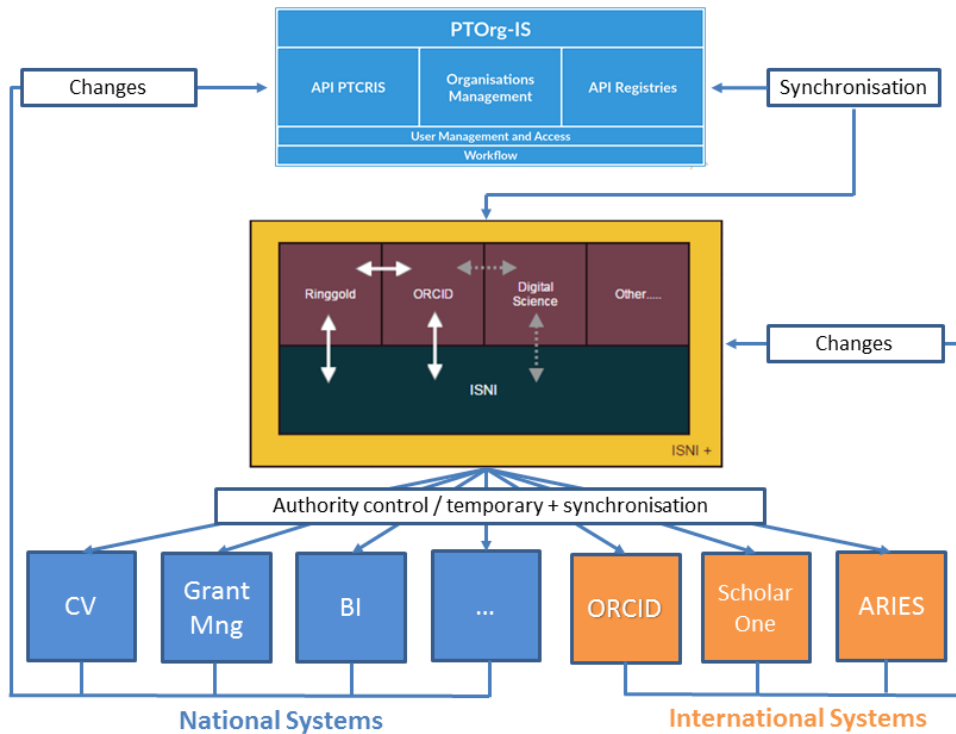 PTOrg-IS
Changes
API PTCRIS
Organisations
Management
API Registries
Synchronisation
User Management and Access
Workflow
Ringgold
ORCID
Digital
Science
Other.....
Changes
ISNI
ISNI +
Authority control / temporary + synchronisation
CV
Grant
Mng
BI
...
ORCID
Scholar
One
ARIES
National Systems
International Systems